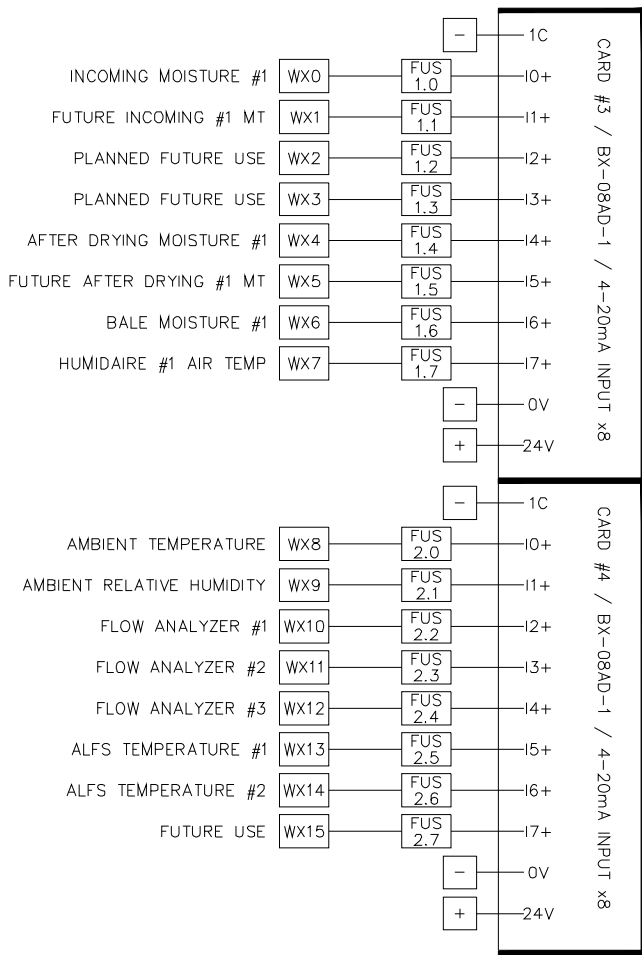 - 1C
INCOMING MOISTURE #1 WX0 FUS 1.0 I0+
FUTURE INCOMING #1 MT WX1 FUS 1.1 I1+
PLANNED FUTURE USE WX2 FUS 1.2 I2+
PLANNED FUTURE USE WX3 FUS 1.3 I3+
AFTER DRYING MOISTURE #1 WX4 FUS 1.4 I4+
FUTURE AFTER DRYING #1 MT WX5 FUS 1.5 I5+
BALE MOISTURE #1 WX6 FUS 1.6 I6+
HUMIDAIRE #1 AIR TEMP WX7 FUS 1.7 I7+
- 0V
+ 24V
CARD #3 / BX-08AD-1 / 4-20mA INPUT x8
- 1C
AMBIENT TEMPERATURE WX8 FUS 2.0 I0+
AMBIENT RELATIVE HUMIDITY WX9 FUS 2.1 I1+
FLOW ANALYZER #1 WX10 FUS 2.2 I2+
FLOW ANALYZER #2 WX11 FUS 2.3 I3+
FLOW ANALYZER #3 WX12 FUS 2.4 I4+
ALFS TEMPERATURE #1 WX13 FUS 2.5 I5+
ALFS TEMPERATURE #2 WX14 FUS 2.6 I6+
FUTURE USE WX15 FUS 2.7 I7+
- 0V
+ 24V
CARD #4 / BX-08AD-1 / 4-20mA INPUT x8